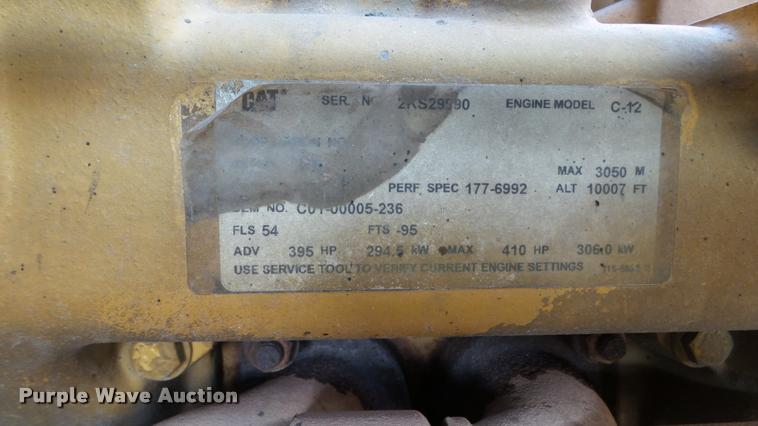 CAT SER. NO. 2KS29590 ENGINE MODEL C-12
MAX 3050 M
PERF. SPEC 177-6992 ALT 10007 FT
OEM NO. C01-00005-236
FLS 54 FTS -95
ADV 395 HP 294.5 kW MAX 410 HP 306.0 kW
USE SERVICE TOOL TO VERIFY CURRENT ENGINE SETTINGS
Purple Wave Auction